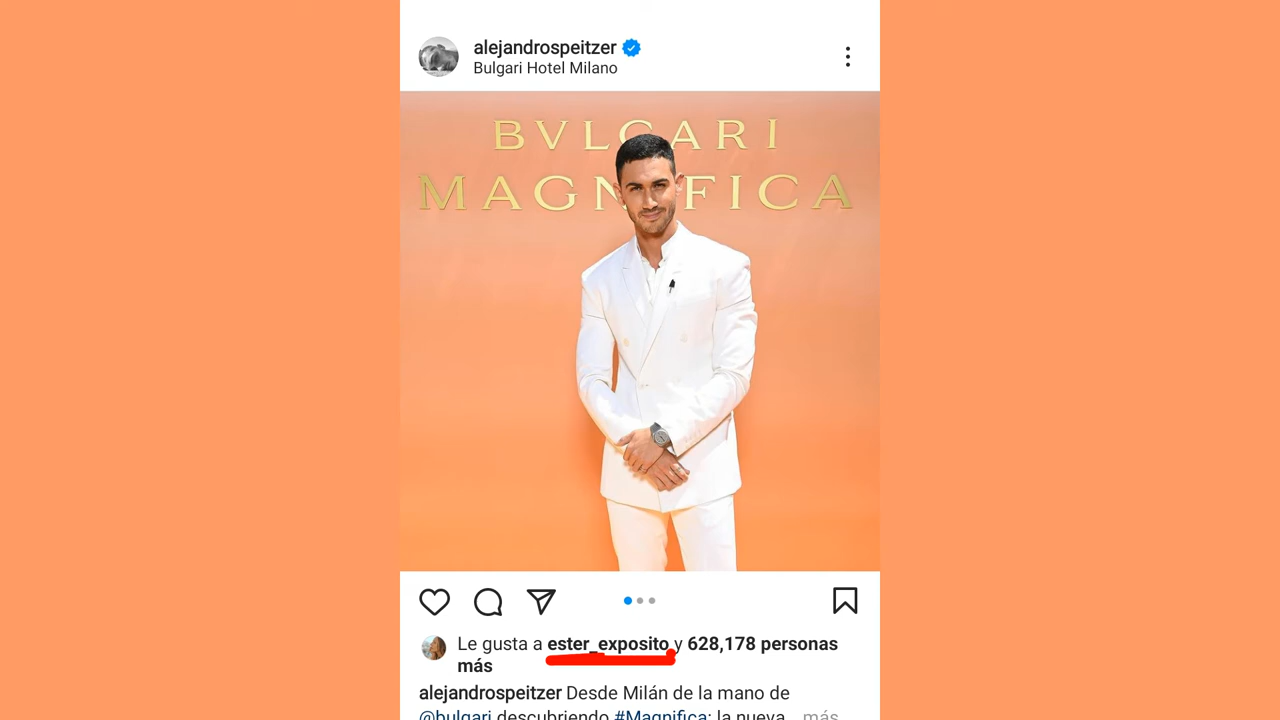 alejandrospeitzer
Bulgari Hotel Milano
BVLGARI
MAGNIFICA
Le gusta a ester_exposito y 628,178 personas
más
alejandrospeitzer Desde Milán de la mano de
@bulgari descubriendo #Magnifica: la nueva... más